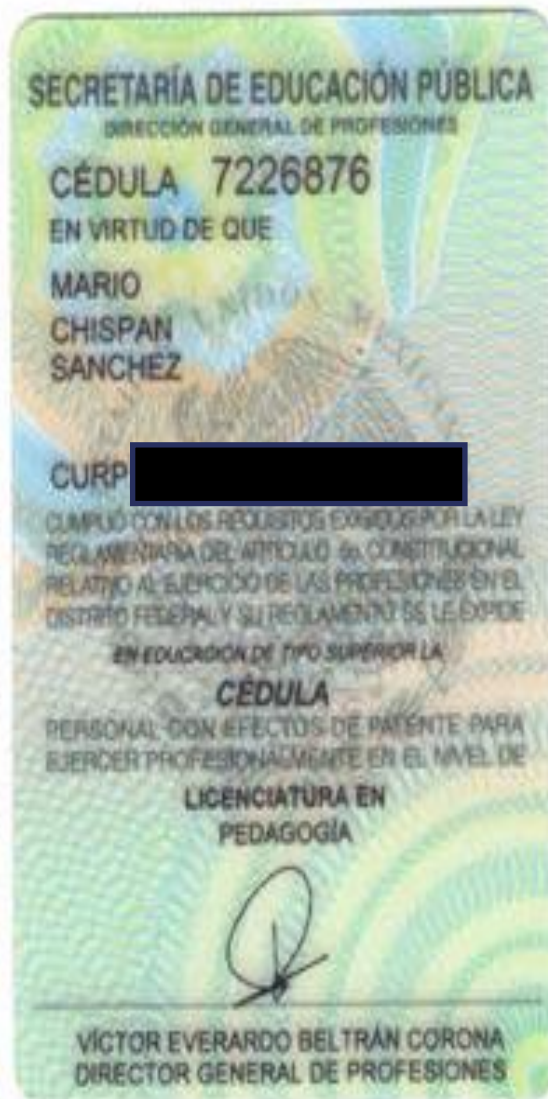 SECRETARÍA DE EDUCACIÓN PÚBLICA
DIRECCIÓN GENERAL DE PROFESIONES
CÉDULA 7226876
EN VIRTUD DE QUE
MARIO
CHISPAN
SANCHEZ
CURP
CUMPLIÓ CON LOS REQUISITOS EXIGIDOS POR LA LEY
REGLAMENTARIA DEL ARTÍCULO 5o. CONSTITUCIONAL
RELATIVO AL EJERCICIO DE LAS PROFESIONES EN EL
DISTRITO FEDERAL Y SU REGLAMENTO SE LE EXPIDE
EN EDUCACIÓN DE TIPO SUPERIOR LA
CÉDULA
PERSONAL CON EFECTOS DE PATENTE PARA
EJERCER PROFESIONALMENTE EN EL NIVEL DE
LICENCIATURA EN
PEDAGOGÍA
VÍCTOR EVERARDO BELTRÁN CORONA
DIRECTOR GENERAL DE PROFESIONES